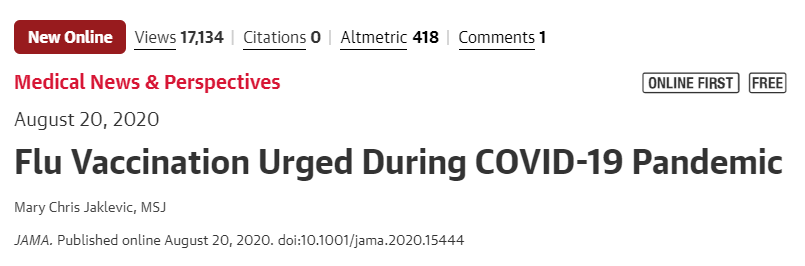 New Online Views 17,134 | Citations 0 | Altmetric 418 | Comments 1
Medical News & Perspectives ONLINE FIRST FREE
August 20, 2020
Flu Vaccination Urged During COVID-19 Pandemic
Mary Chris Jaklevic, MSJ
JAMA. Published online August 20, 2020. doi:10.1001/jama.2020.15444